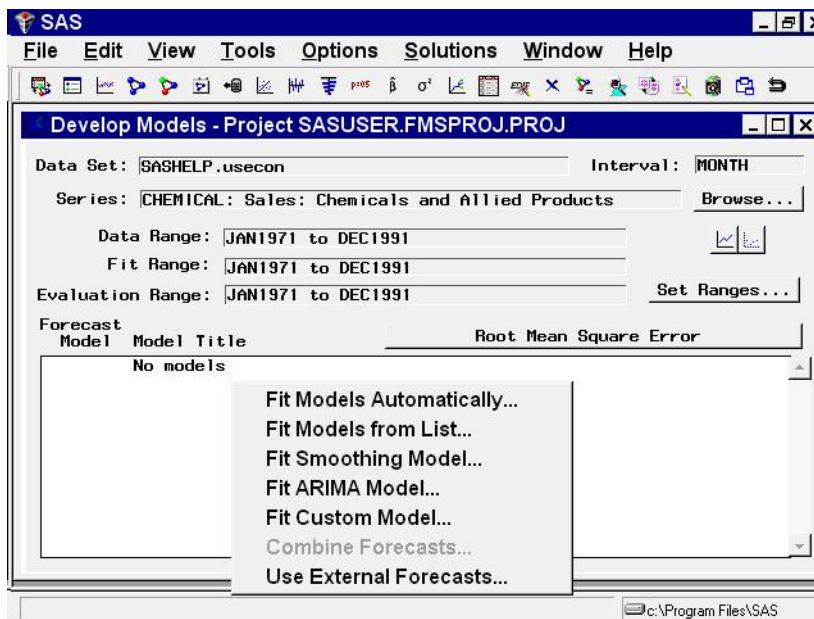 SAS
File Edit View Tools Options Solutions Window Help
p=05 β̂ σ²
Develop Models - Project SASUSER.FMSPROJ.PROJ
Data Set: SASHELP.usecon Interval: MONTH
Series: CHEMICAL: Sales: Chemicals and Allied Products Browse...
Data Range: JAN1971 to DEC1991
Fit Range: JAN1971 to DEC1991
Evaluation Range: JAN1971 to DEC1991 Set Ranges...
Forecast
Model Model Title Root Mean Square Error
No models
Fit Models Automatically...
Fit Models from List...
Fit Smoothing Model...
Fit ARIMA Model...
Fit Custom Model...
Combine Forecasts...
Use External Forecasts...
c:\Program Files\SAS